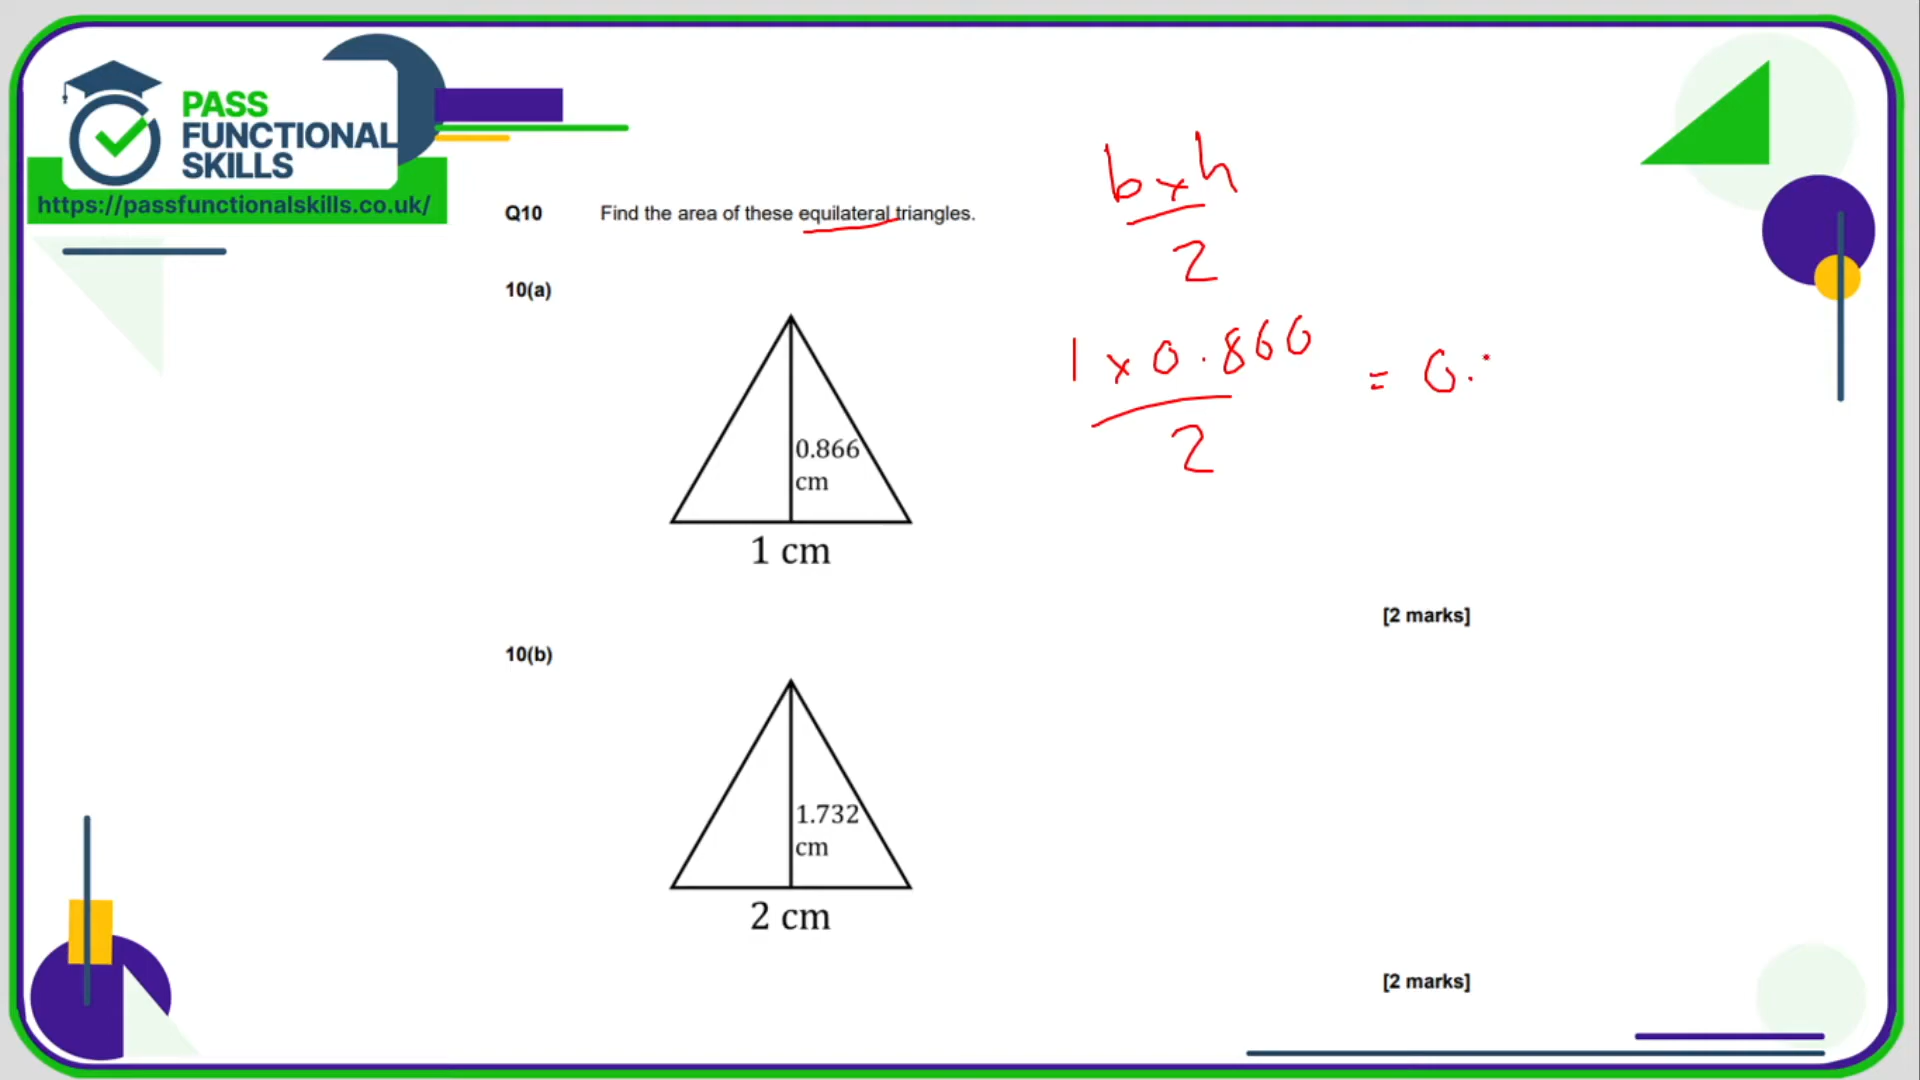 PASS
FUNCTIONAL
SKILLS
https://passfunctionalskills.co.uk/
Q10 Find the area of these equilateral triangles.
b x h
2
10(a)
1 x 0.866 = 0.
2
0.866
cm
1 cm
[2 marks]
10(b)
1.732
cm
2 cm
[2 marks]